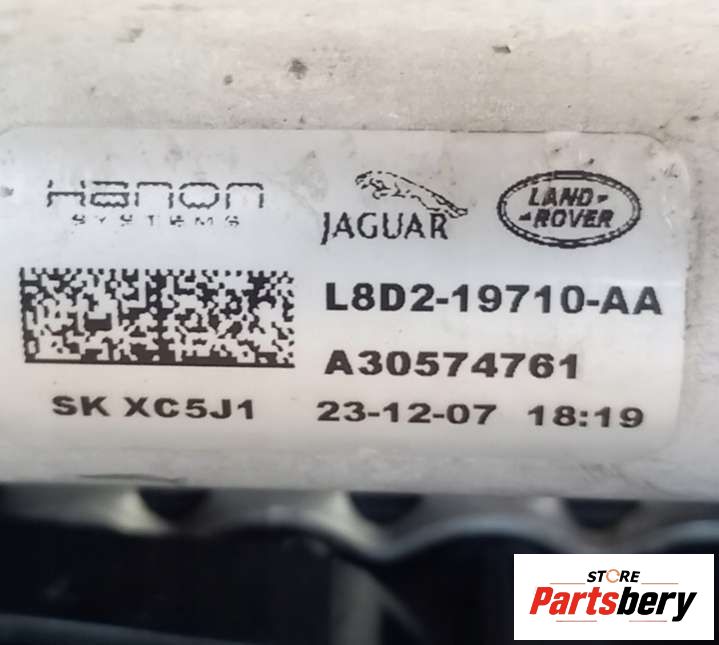 Hanon
SYSTEMS
JAGUAR
LAND-
-ROVER
L8D2-19710-AA
A30574761
SK XC5J1
23-12-07 18:19
STORE
Partsbery